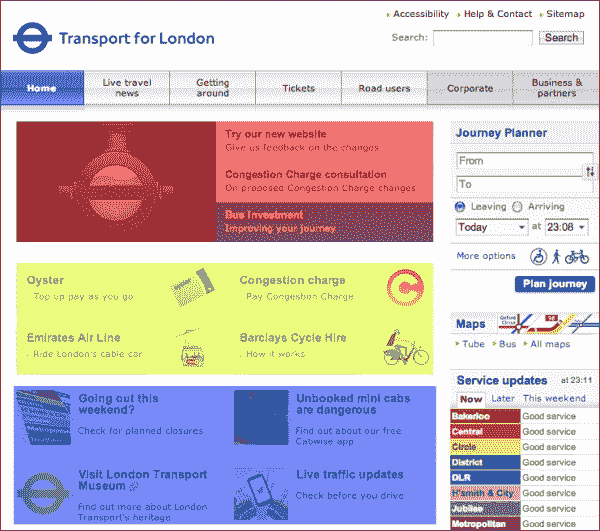 Accessibility Help & Contact Sitemap
Transport for London
Search: Search
Home
Live travel
news
Getting
around
Tickets
Road users
Corporate
Business &
partners
Try our new website
Give us feedback on the changes
Congestion Charge consultation
On proposed Congestion Charge changes
Bus Investment
Improving your journey
Oyster
Top up pay as you go
Congestion charge
Pay Congestion Charge
Emirates Air Line
Ride London's cable car
Barclays Cycle Hire
How it works
Going out this
weekend?
Check for planned closures
Unbooked mini cabs
are dangerous
Find out about our free
Cabwise app
Visit London Transport
Museum
Find out more about London
Transport's heritage
Live traffic updates
Check before you drive
Journey Planner
From
To
Leaving Arriving
Today at 23:08
More options
Plan journey
Maps
Tube Bus All maps
Service updates at 23:11
Now Later This weekend
Bakerloo Good service
Central Good service
Circle Good service
District Good service
DLR Good service
H'smith & City Good service
Jubilee Good service
Metropolitan Good service